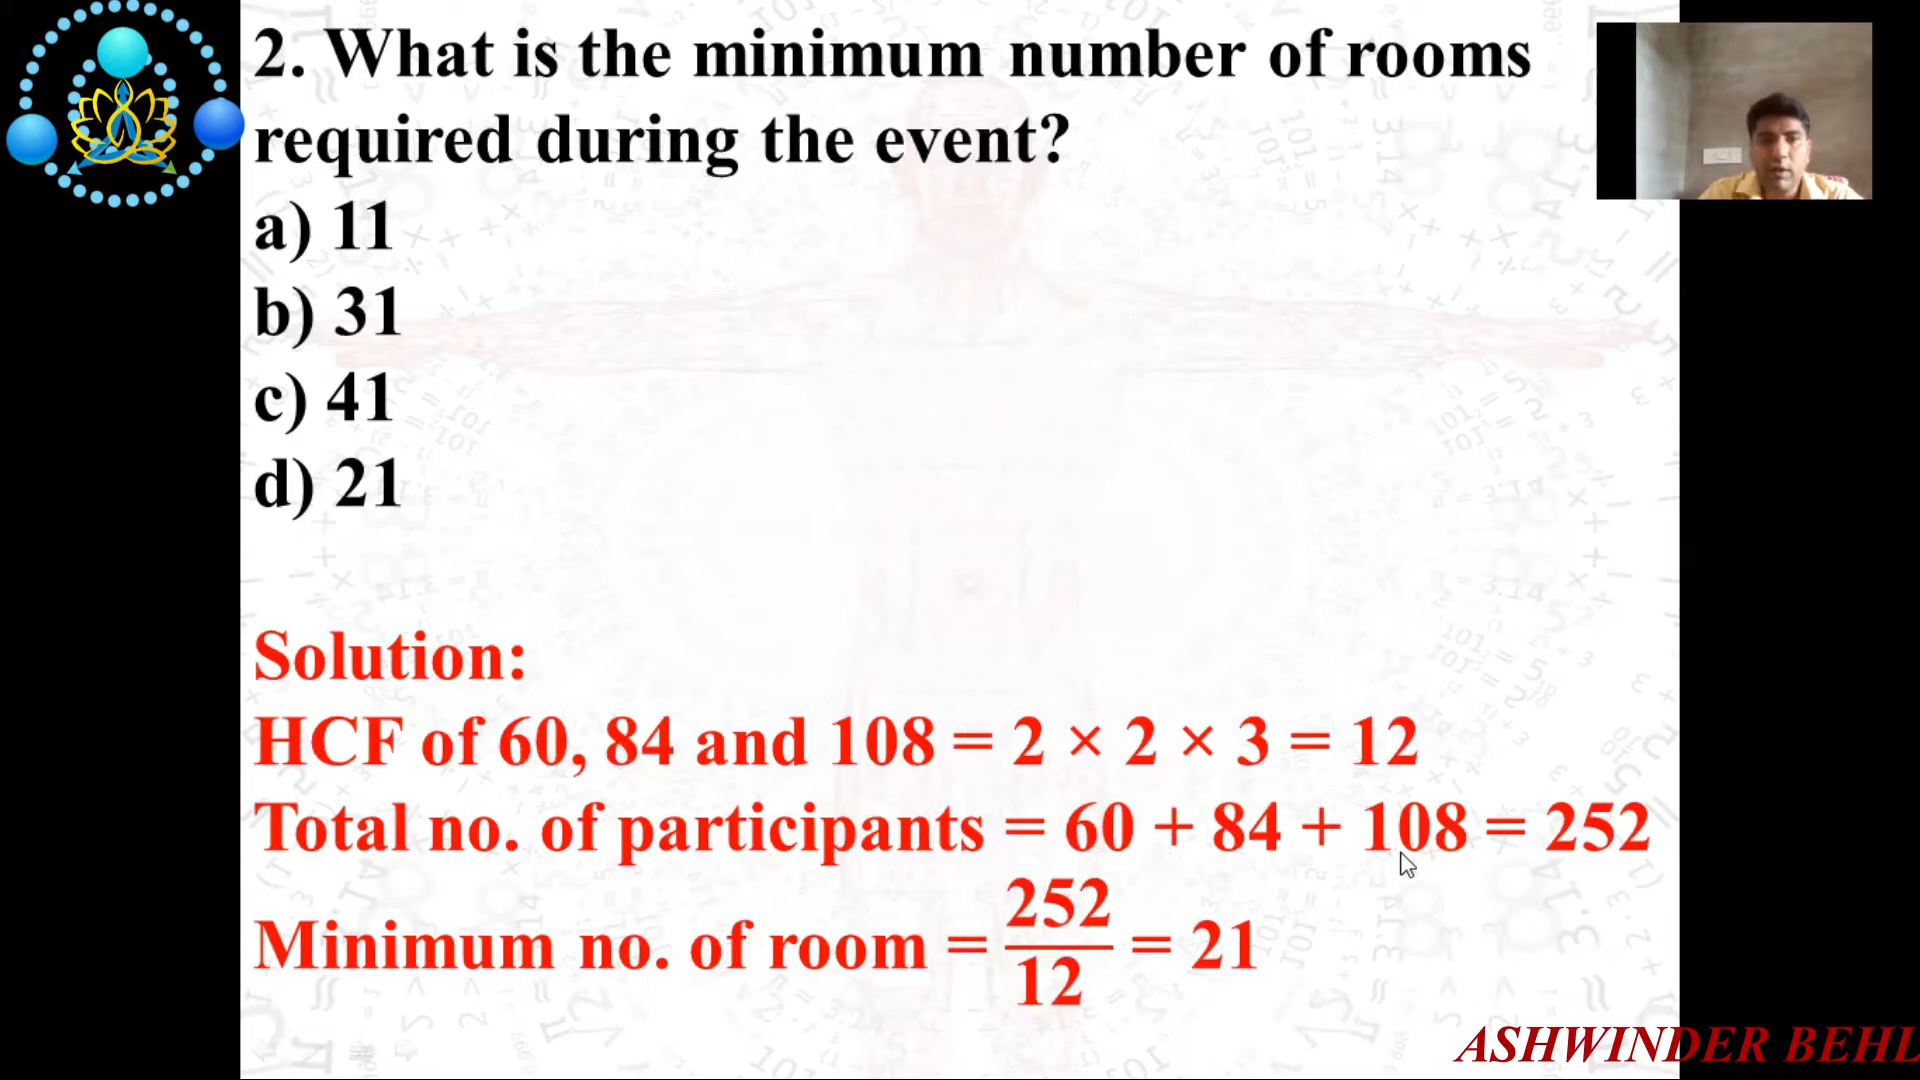 2. What is the minimum number of rooms
required during the event?
a) 11
b) 31
c) 41
d) 21
Solution:
HCF of 60, 84 and 108 = 2 × 2 × 3 = 12
Total no. of participants = 60 + 84 + 108 = 252
Minimum no. of room = 252/12 = 21
ASHWINDER BEHL